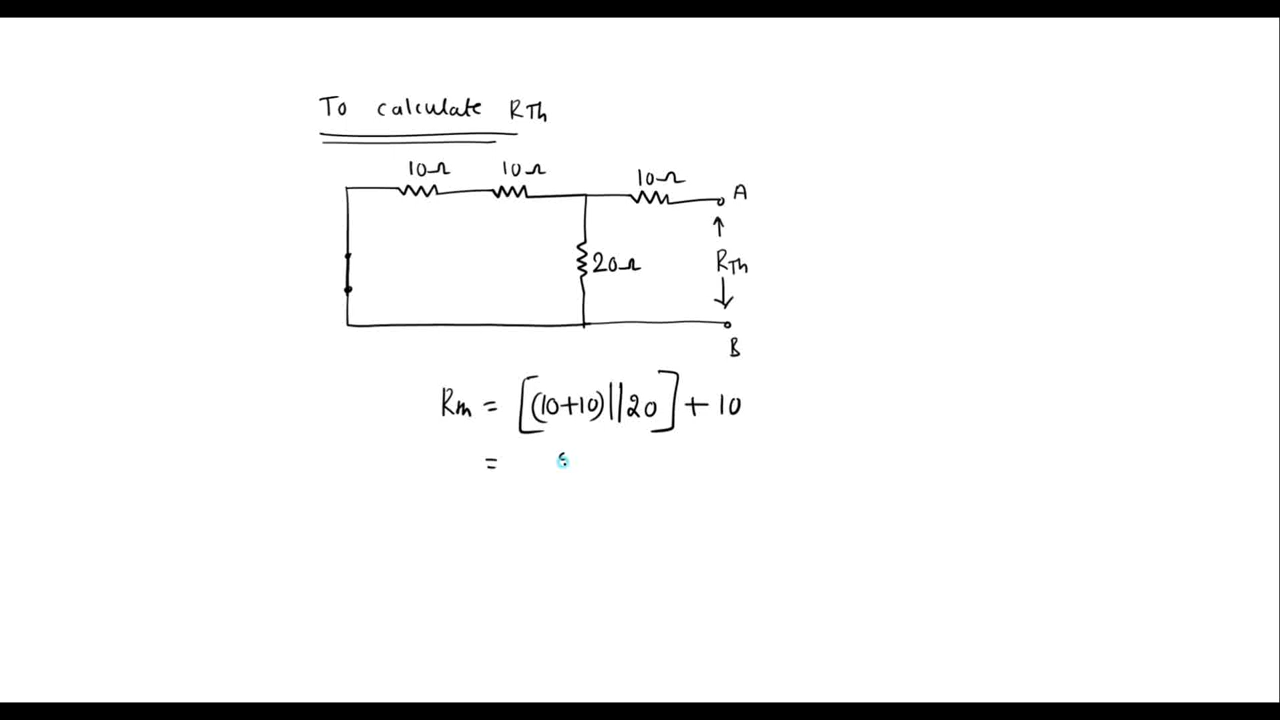 To calculate RTh
10Ω 10Ω 10Ω A
20Ω RTh
B
RTh = [(10+10)||20] + 10
=